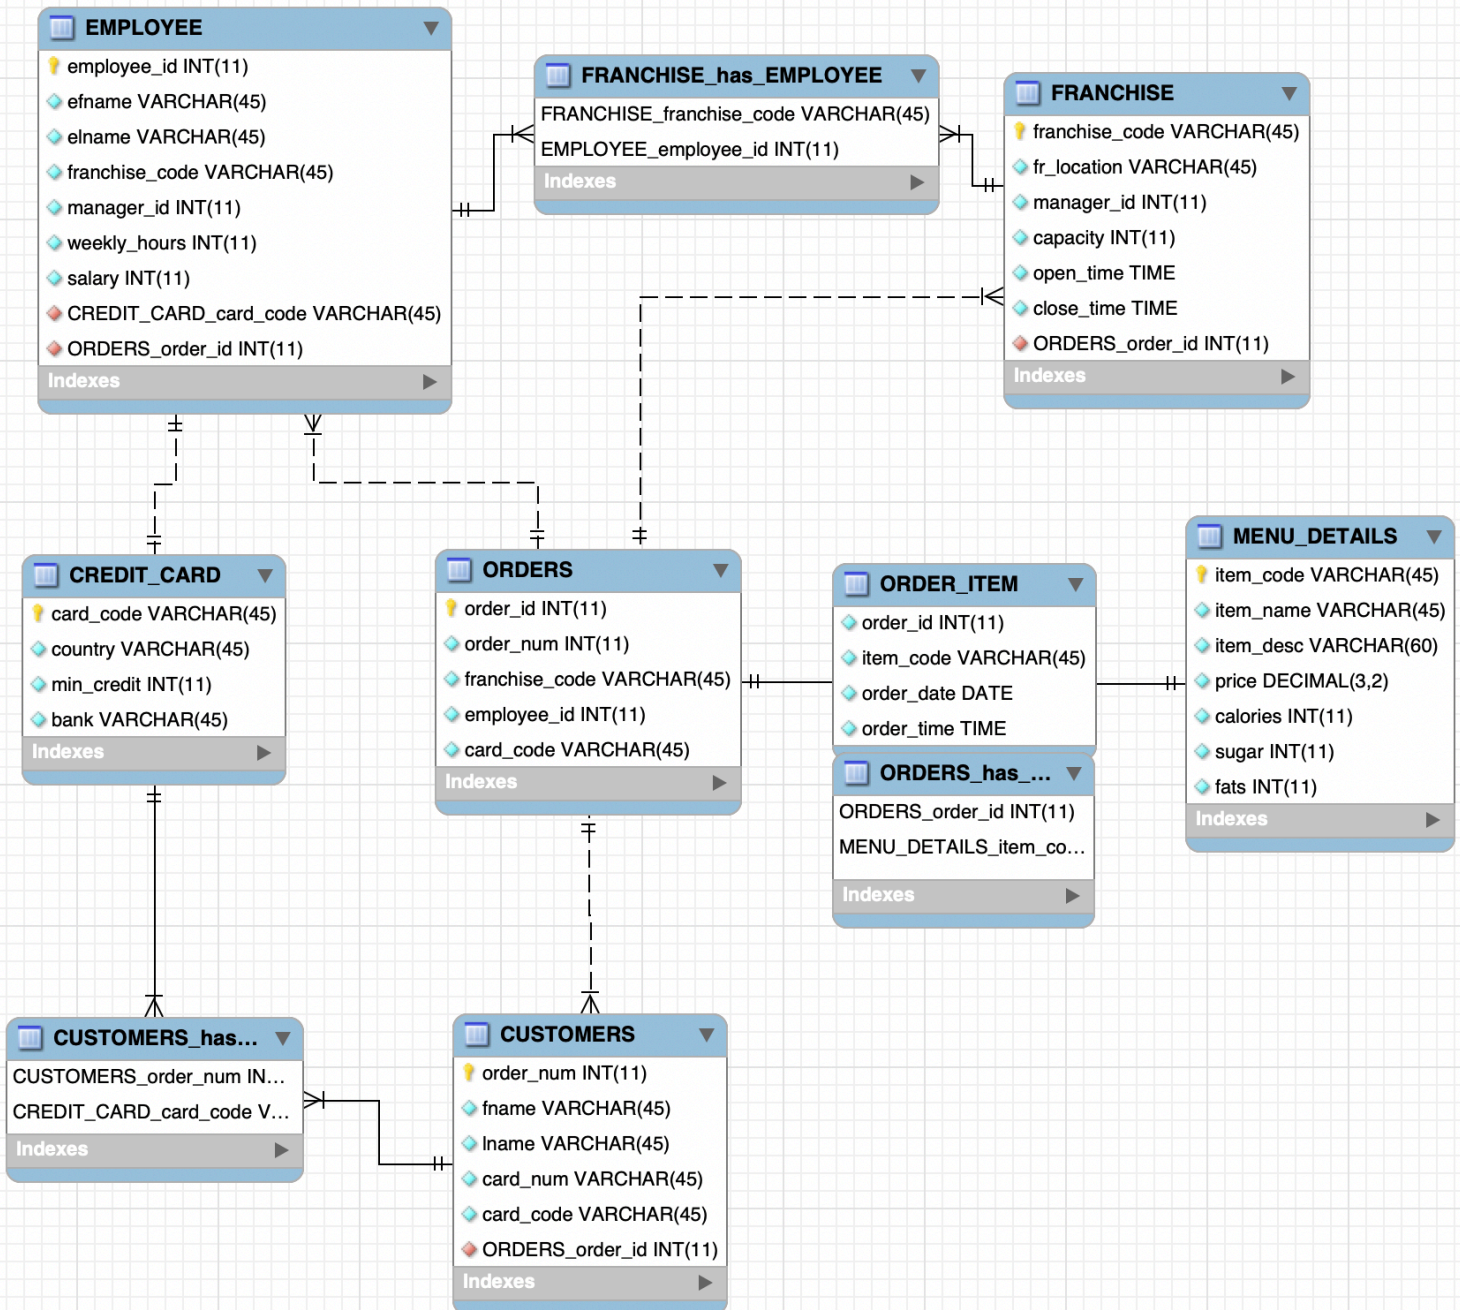 EMPLOYEE
employee_id INT(11)
efname VARCHAR(45)
elname VARCHAR(45)
franchise_code VARCHAR(45)
manager_id INT(11)
weekly_hours INT(11)
salary INT(11)
CREDIT_CARD_card_code VARCHAR(45)
ORDERS_order_id INT(11)
Indexes
FRANCHISE_has_EMPLOYEE
FRANCHISE_franchise_code VARCHAR(45)
EMPLOYEE_employee_id INT(11)
Indexes
FRANCHISE
franchise_code VARCHAR(45)
fr_location VARCHAR(45)
manager_id INT(11)
capacity INT(11)
open_time TIME
close_time TIME
ORDERS_order_id INT(11)
Indexes
CREDIT_CARD
card_code VARCHAR(45)
country VARCHAR(45)
min_credit INT(11)
bank VARCHAR(45)
Indexes
ORDERS
order_id INT(11)
order_num INT(11)
franchise_code VARCHAR(45)
employee_id INT(11)
card_code VARCHAR(45)
Indexes
ORDER_ITEM
order_id INT(11)
item_code VARCHAR(45)
order_date DATE
order_time TIME
ORDERS_has_...
ORDERS_order_id INT(11)
MENU_DETAILS_item_co...
Indexes
MENU_DETAILS
item_code VARCHAR(45)
item_name VARCHAR(45)
item_desc VARCHAR(60)
price DECIMAL(3,2)
calories INT(11)
sugar INT(11)
fats INT(11)
Indexes
CUSTOMERS_has...
CUSTOMERS_order_num IN...
CREDIT_CARD_card_code V...
Indexes
CUSTOMERS
order_num INT(11)
fname VARCHAR(45)
lname VARCHAR(45)
card_num VARCHAR(45)
card_code VARCHAR(45)
ORDERS_order_id INT(11)
Indexes